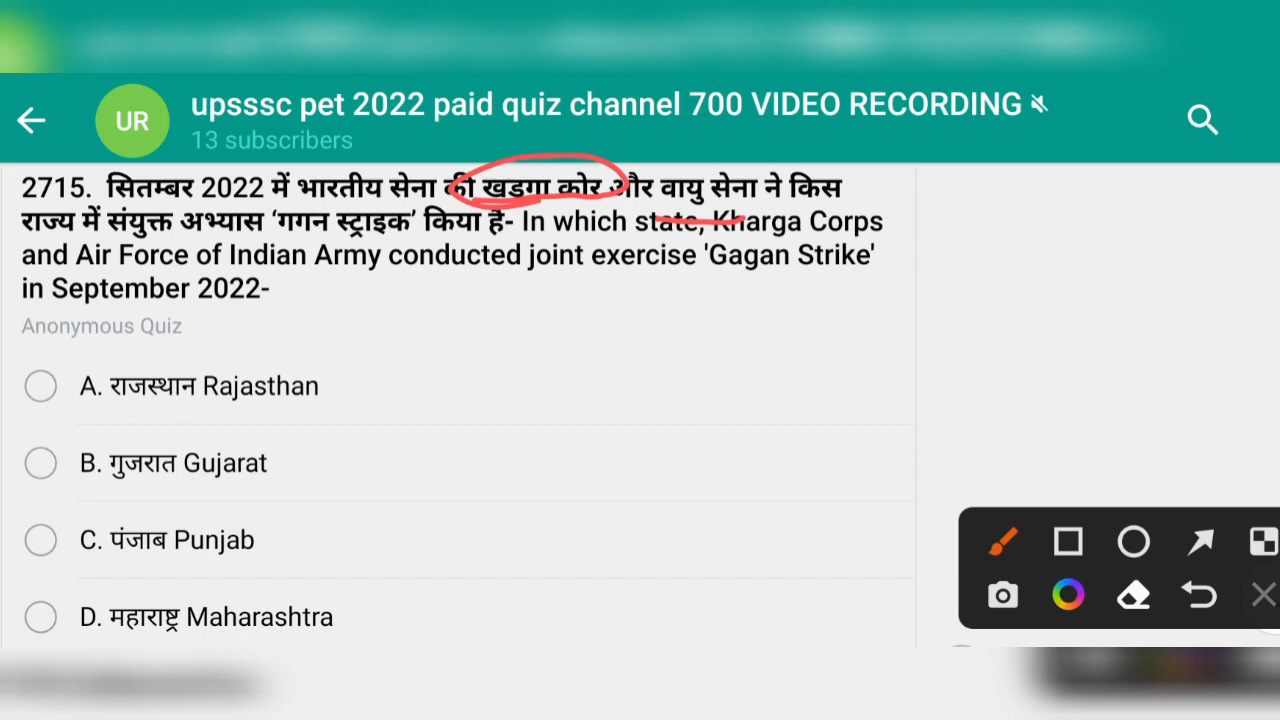 UR
upsssc pet 2022 paid quiz channel 700 VIDEO RECORDING
13 subscribers
2715. सितम्बर 2022 में भारतीय सेना की खडगा कोर और वायु सेना ने किस
राज्य में संयुक्त अभ्यास ‘गगन स्ट्राइक’ किया है- In which state, Kharga Corps
and Air Force of Indian Army conducted joint exercise 'Gagan Strike'
in September 2022-
Anonymous Quiz
A. राजस्थान Rajasthan
B. गुजरात Gujarat
C. पंजाब Punjab
D. महाराष्ट्र Maharashtra